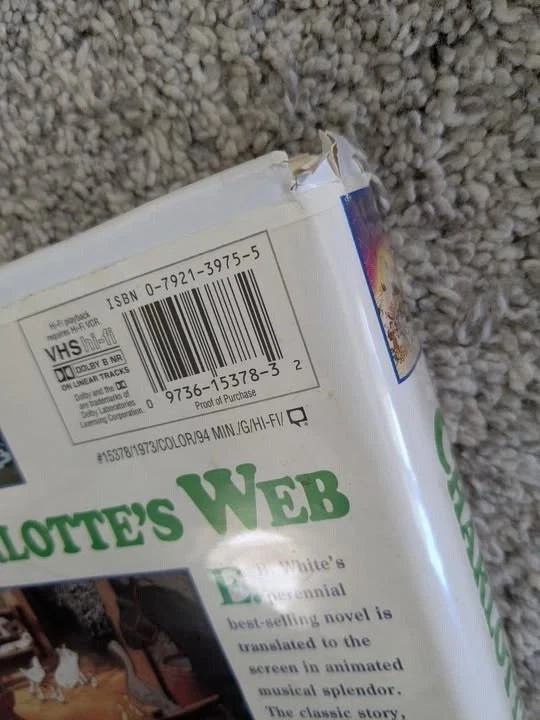 ISBN 0-7921-3975-5
Hi-Fi playback
requires Hi-Fi VCR.
VHS hi-fi
DOLBY B NR
ON LINEAR TRACKS
Dolby and the
are trademarks of
Dolby Laboratories
Licensing Corporation.
0 9736-15378-3 2
Proof of Purchase
#15378/1973/COLOR/94 MIN./G/HI-FI/
LOTTE'S WEB
E.B. White's
perennial
best-selling novel is
translated to the
screen in animated
musical splendor.
The classic story,
CHARLOT